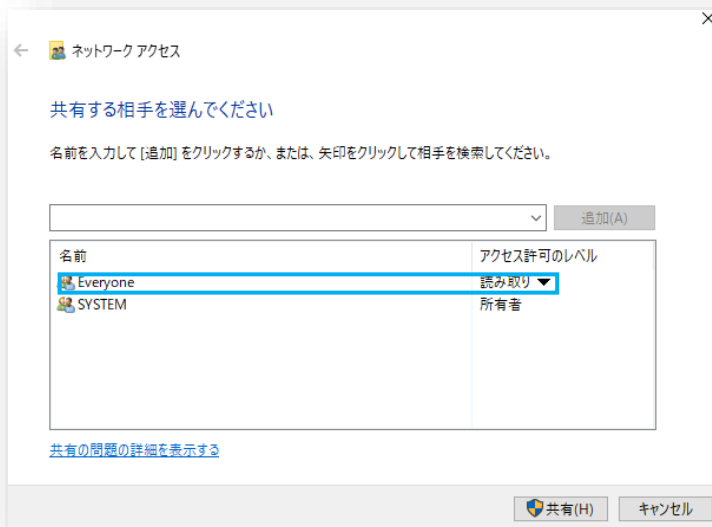 ネットワーク アクセス
共有する相手を選んでください
名前を入力して [追加] をクリックするか、または、矢印をクリックして相手を検索してください。
追加(A)
名前 アクセス許可のレベル
Everyone 読み取り ▼
SYSTEM 所有者
共有の問題の詳細を表示する
共有(H) キャンセル